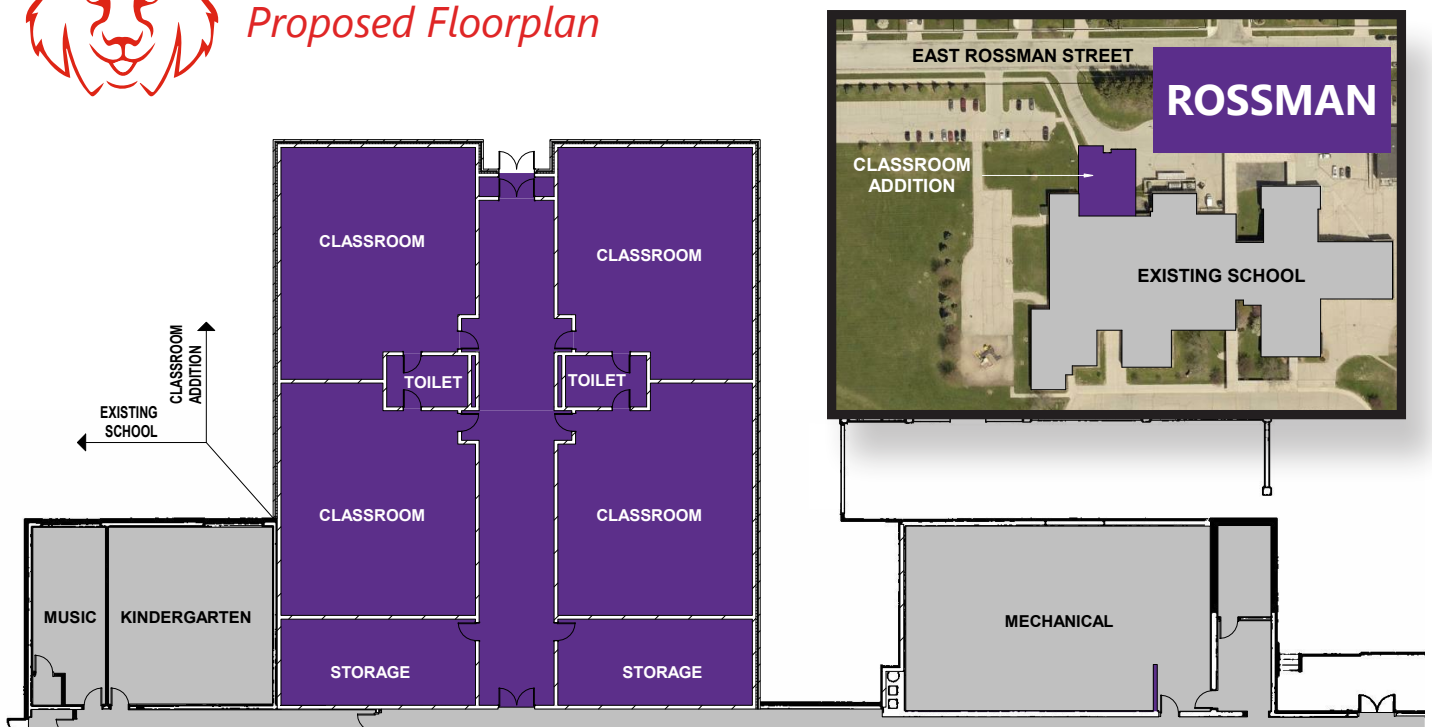 Proposed Floorplan
EAST ROSSMAN STREET
ROSSMAN
CLASSROOM
ADDITION
EXISTING SCHOOL
CLASSROOM
CLASSROOM
CLASSROOM
ADDITION
EXISTING
SCHOOL
TOILET
TOILET
CLASSROOM
CLASSROOM
MUSIC
KINDERGARTEN
MECHANICAL
STORAGE
STORAGE